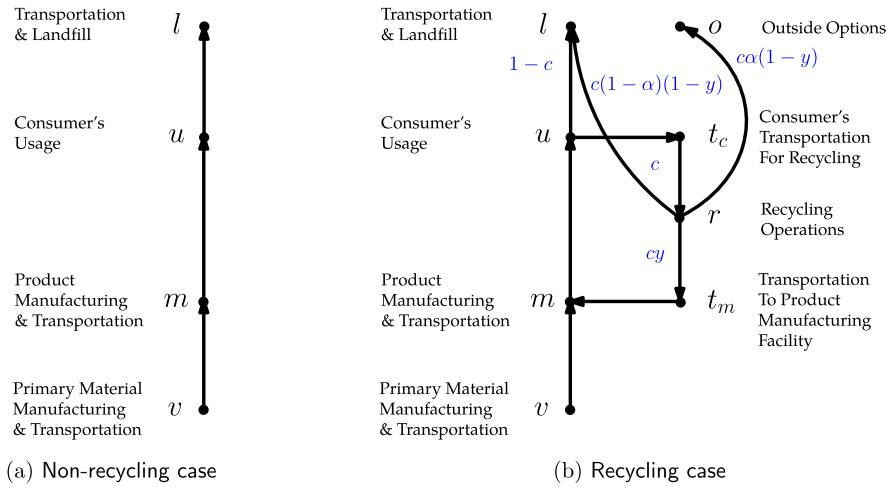 Transportation
& Landfill
l
Consumer's
Usage
u
Product
Manufacturing
& Transportation
m
Primary Material
Manufacturing
& Transportation
v
(a) Non-recycling case
Transportation
& Landfill
l
o
Outside Options
1 − c
c(1 − α)(1 − y)
cα(1 − y)
Consumer's
Usage
u
t_c
Consumer's
Transportation
For Recycling
c
r
Recycling
Operations
cy
Product
Manufacturing
& Transportation
m
t_m
Transportation
To Product
Manufacturing
Facility
Primary Material
Manufacturing
& Transportation
v
(b) Recycling case